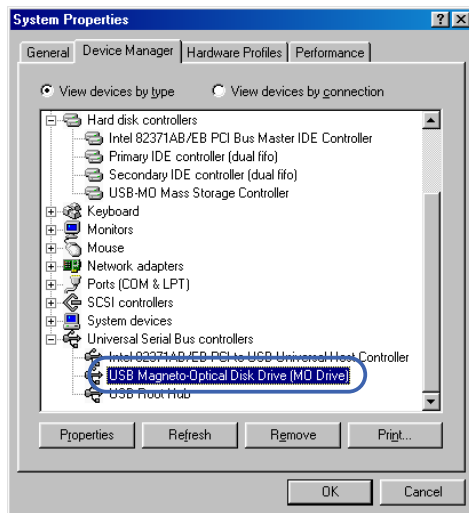 System Properties
General Device Manager Hardware Profiles Performance
View devices by type View devices by connection
Hard disk controllers
Intel 82371AB/EB PCI Bus Master IDE Controller
Primary IDE controller (dual fifo)
Secondary IDE controller (dual fifo)
USB-MO Mass Storage Controller
Keyboard
Monitors
Mouse
Network adapters
Ports (COM & LPT)
SCSI controllers
System devices
Universal Serial Bus controllers
Intel 82371AB/EB PCI to USB Universal Host Controller
USB Magneto-Optical Disk Drive (MO Drive)
USB Root Hub
Properties Refresh Remove Print...
OK Cancel